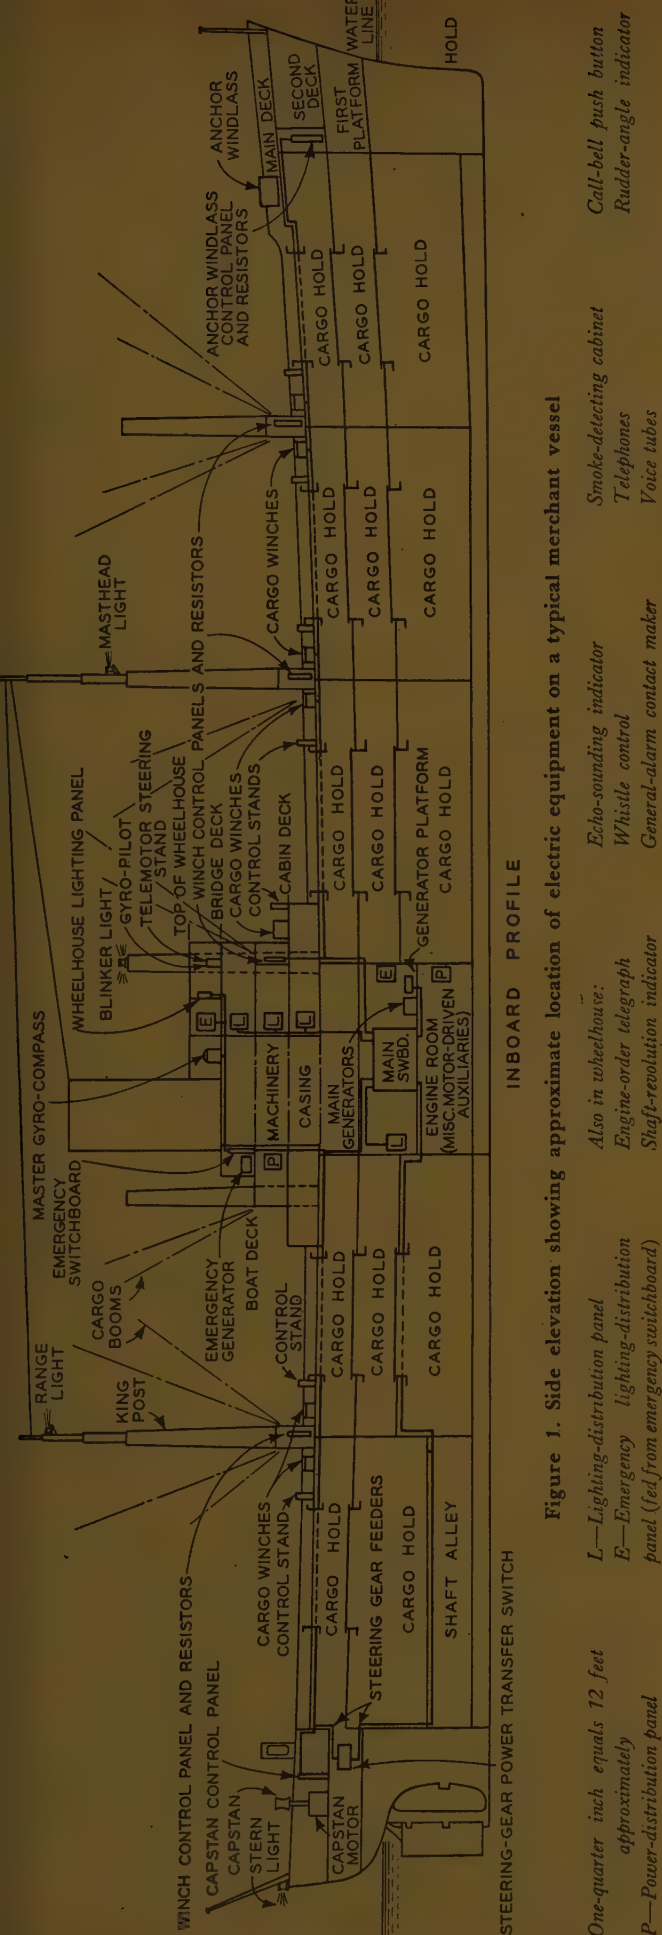 RANGE
LIGHT
KING
POST
CARGO
BOOMS
MASTER GYRO-COMPASS
EMERGENCY
SWITCHBOARD
WHEELHOUSE LIGHTING PANEL
BLINKER LIGHT
GYRO-PILOT
TELEMOTOR STEERING
STAND
TOP OF WHEELHOUSE
WINCH CONTROL PANELS AND RESISTORS
BRIDGE DECK
CARGO WINCHES
CONTROL STANDS
CABIN DECK
MASTHEAD
LIGHT
CARGO WINCHES
ANCHOR WINDLASS
CONTROL PANEL
AND RESISTORS
ANCHOR
WINDLASS
MAIN DECK
SECOND
DECK
FIRST
PLATFORM
WATER
LINE
HOLD
WINCH CONTROL PANEL AND RESISTORS
CAPSTAN CONTROL PANEL
CAPSTAN
STERN
LIGHT
CAPSTAN
MOTOR
CARGO WINCHES
CONTROL STAND
EMERGENCY
GENERATOR
BOAT DECK
CONTROL
STAND
E
L
L
L
P
MACHINERY
CASING
MAIN
GENERATORS
MAIN
SWBD.
L
E
P
ENGINE ROOM
(MISC. MOTOR-DRIVEN
AUXILIARIES)
GENERATOR PLATFORM
CARGO HOLD
CARGO HOLD
CARGO HOLD
CARGO HOLD
CARGO HOLD
CARGO HOLD
CARGO HOLD
CARGO HOLD
CARGO HOLD
CARGO HOLD
CARGO HOLD
CARGO HOLD
CARGO HOLD
CARGO HOLD
STEERING GEAR FEEDERS
SHAFT ALLEY
STEERING-GEAR POWER TRANSFER SWITCH
INBOARD PROFILE
Figure 1. Side elevation showing approximate location of electric equipment on a typical merchant vessel
One-quarter inch equals 12 feet
approximately
P—Power-distribution panel
L—Lighting-distribution panel
E—Emergency lighting-distribution
panel (fed from emergency switchboard)
Also in wheelhouse:
Engine-order telegraph
Shaft-revolution indicator
Echo-sounding indicator
Whistle control
General-alarm contact maker
Smoke-detecting cabinet
Telephones
Voice tubes
Call-bell push button
Rudder-angle indicator